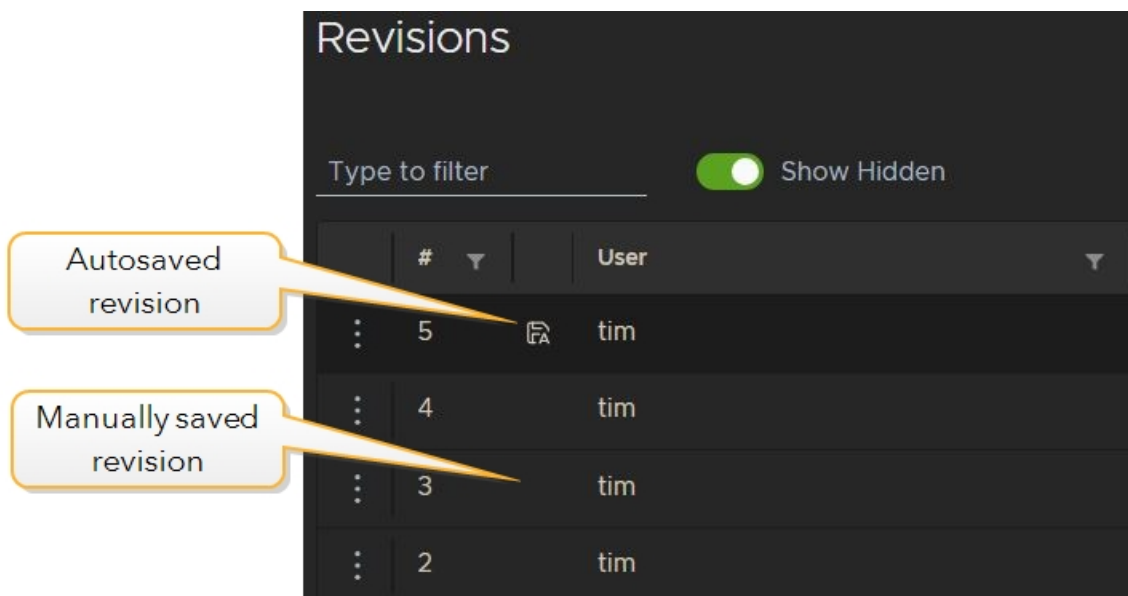 Revisions
Type to filter
Show Hidden
# User
Autosaved
revision
5 tim
4 tim
Manually saved
revision
3 tim
2 tim